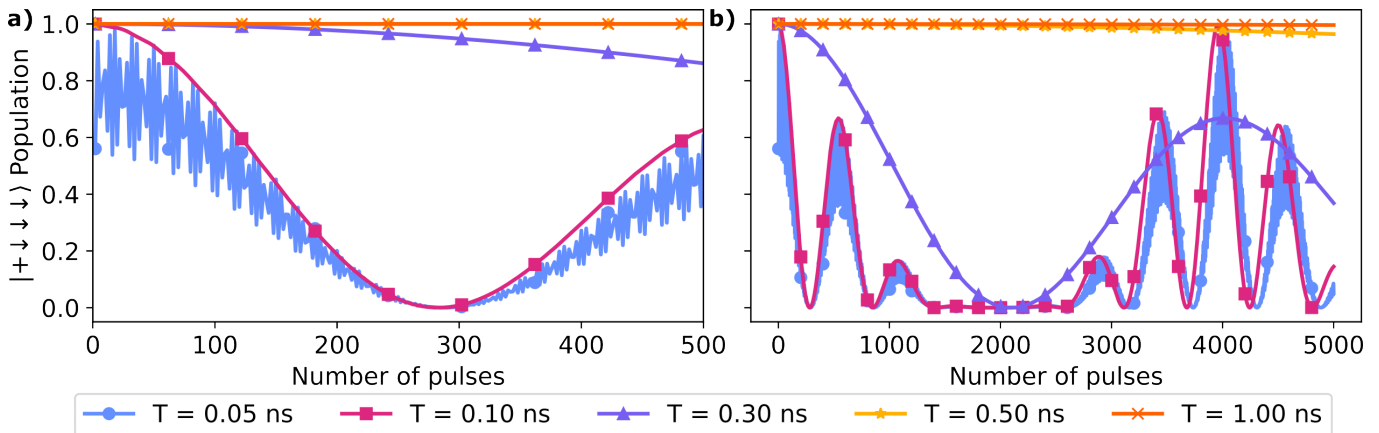 a)
b)
|+↓↓↓⟩ Population
1.0
0.8
0.6
0.4
0.2
0.0
0 100 200 300 400 500
0 1000 2000 3000 4000 5000
Number of pulses
Number of pulses
T = 0.05 ns T = 0.10 ns T = 0.30 ns T = 0.50 ns T = 1.00 ns